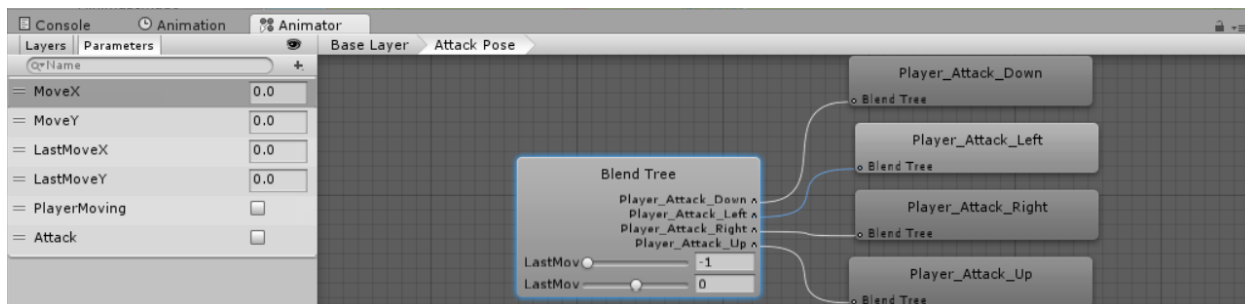 Console Animation Animator
Layers Parameters Base Layer Attack Pose
Name
MoveX 0.0
MoveY 0.0
LastMoveX 0.0
LastMoveY 0.0
PlayerMoving
Attack
Blend Tree
Player_Attack_Down
Player_Attack_Left
Player_Attack_Right
Player_Attack_Up
LastMov -1
LastMov 0
Player_Attack_Down
Blend Tree
Player_Attack_Left
Blend Tree
Player_Attack_Right
Blend Tree
Player_Attack_Up
Blend Tree